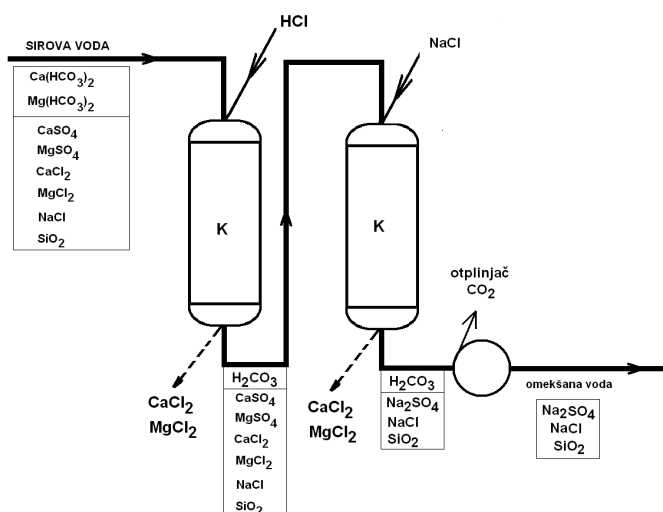 HCl
SIROVA VODA
NaCl
Ca(HCO3)2
Mg(HCO3)2
CaSO4
MgSO4
CaCl2
MgCl2
NaCl
SiO2
K
K
otplinjač
CO2
CaCl2
MgCl2
H2CO3
CaSO4
MgSO4
CaCl2
MgCl2
NaCl
SiO2
CaCl2
MgCl2
H2CO3
Na2SO4
NaCl
SiO2
omekšana voda
Na2SO4
NaCl
SiO2